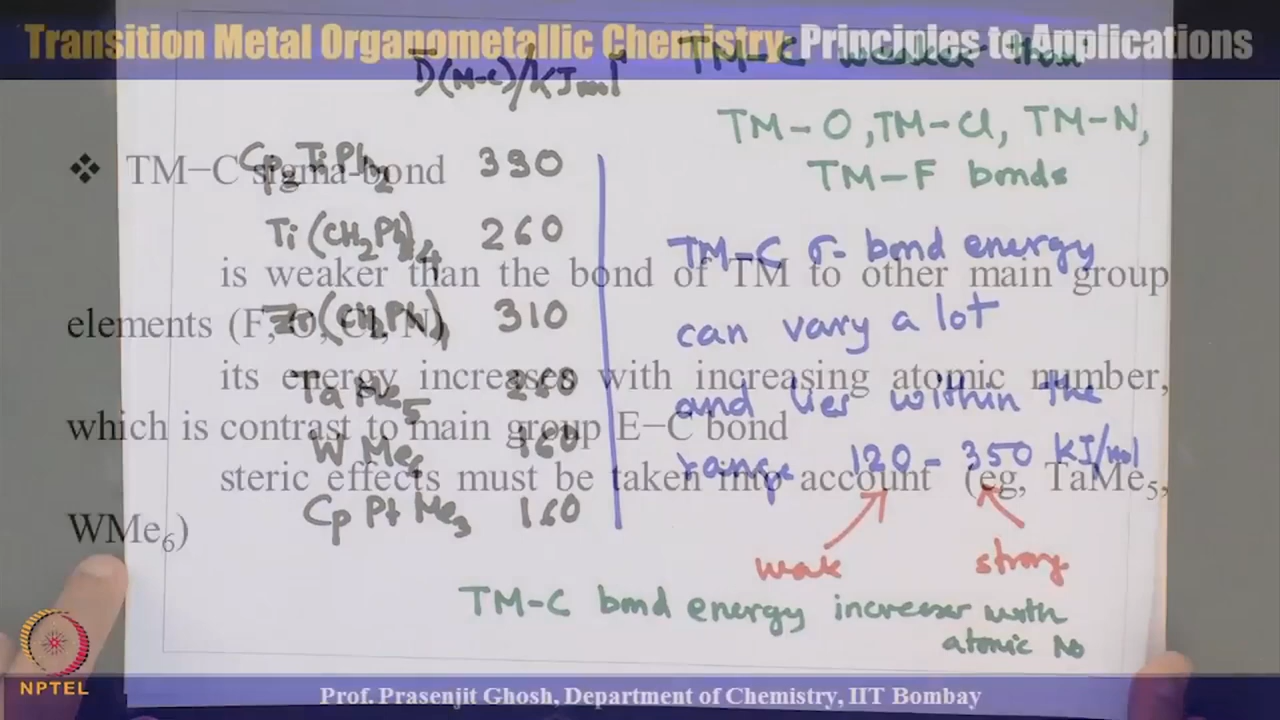 Transition Metal Organometallic Chemistry: Principles to Applications
D(M-C)/kJmol⁻¹
Cp₂TiPh₂ 330
Ti(CH₂Ph)₄ 260
Zr(CH₂Ph)₄ 310
TaMe₅
WMe₆ 160
CpPtMe₃ 160
TM-C weaker than
TM-O, TM-Cl, TM-N,
TM-F bonds
TM-C σ-bond energy
can vary a lot
and lies within the
range 120-350 KJ/mol
weak strong
TM-C bond energy increases with
atomic No
❖ TM−C sigma-bond
is weaker than the bond of TM to other main group
elements (F, O, Cl, N)
its energy increases with increasing atomic number,
which is contrast to main group E−C bond
steric effects must be taken into account (eg, TaMe₅,
WMe₆)
NPTEL
Prof. Prasenjit Ghosh, Department of Chemistry, IIT Bombay